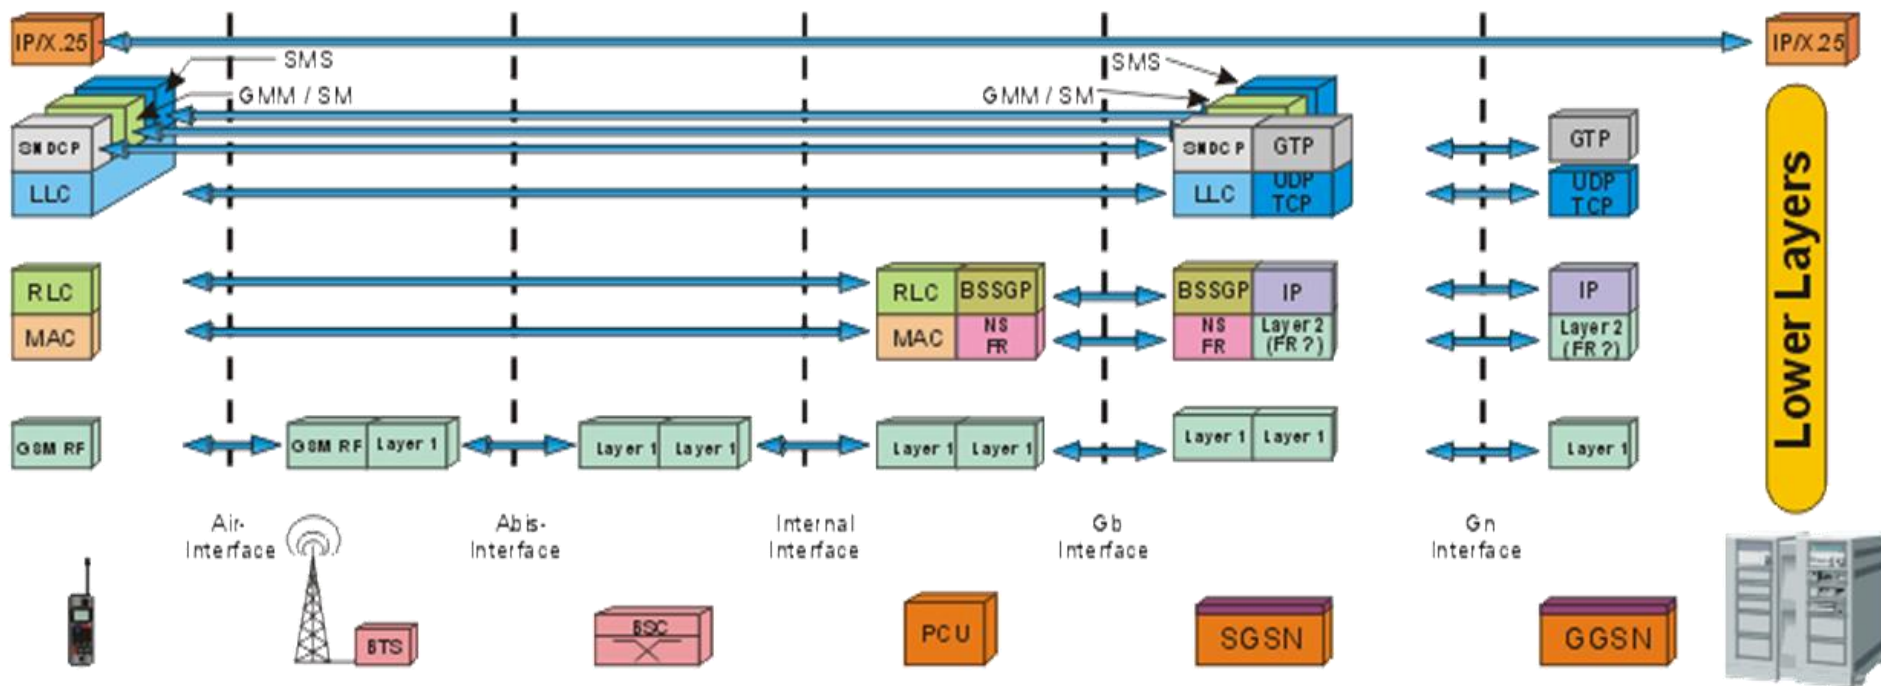 IP/X.25
IP/X.25
SMS
SMS
GMM / SM
GMM / SM
SNDCP
SNDCP
GTP
GTP
LLC
LLC
UDP
TCP
UDP
TCP
RLC
RLC
BSSGP
BSSGP
IP
IP
MAC
MAC
NS
FR
NS
FR
Layer 2
(FR ?)
Layer 2
(FR ?)
GSM RF
GSM RF
Layer 1
Layer 1
Layer 1
Layer 1
Layer 1
Layer 1
Layer 1
Layer 1
Lower Layers
Air-
Interface
Abis-
Interface
Internal
Interface
Gb
Interface
Gn
Interface
BTS
BSC
PCU
SGSN
GGSN